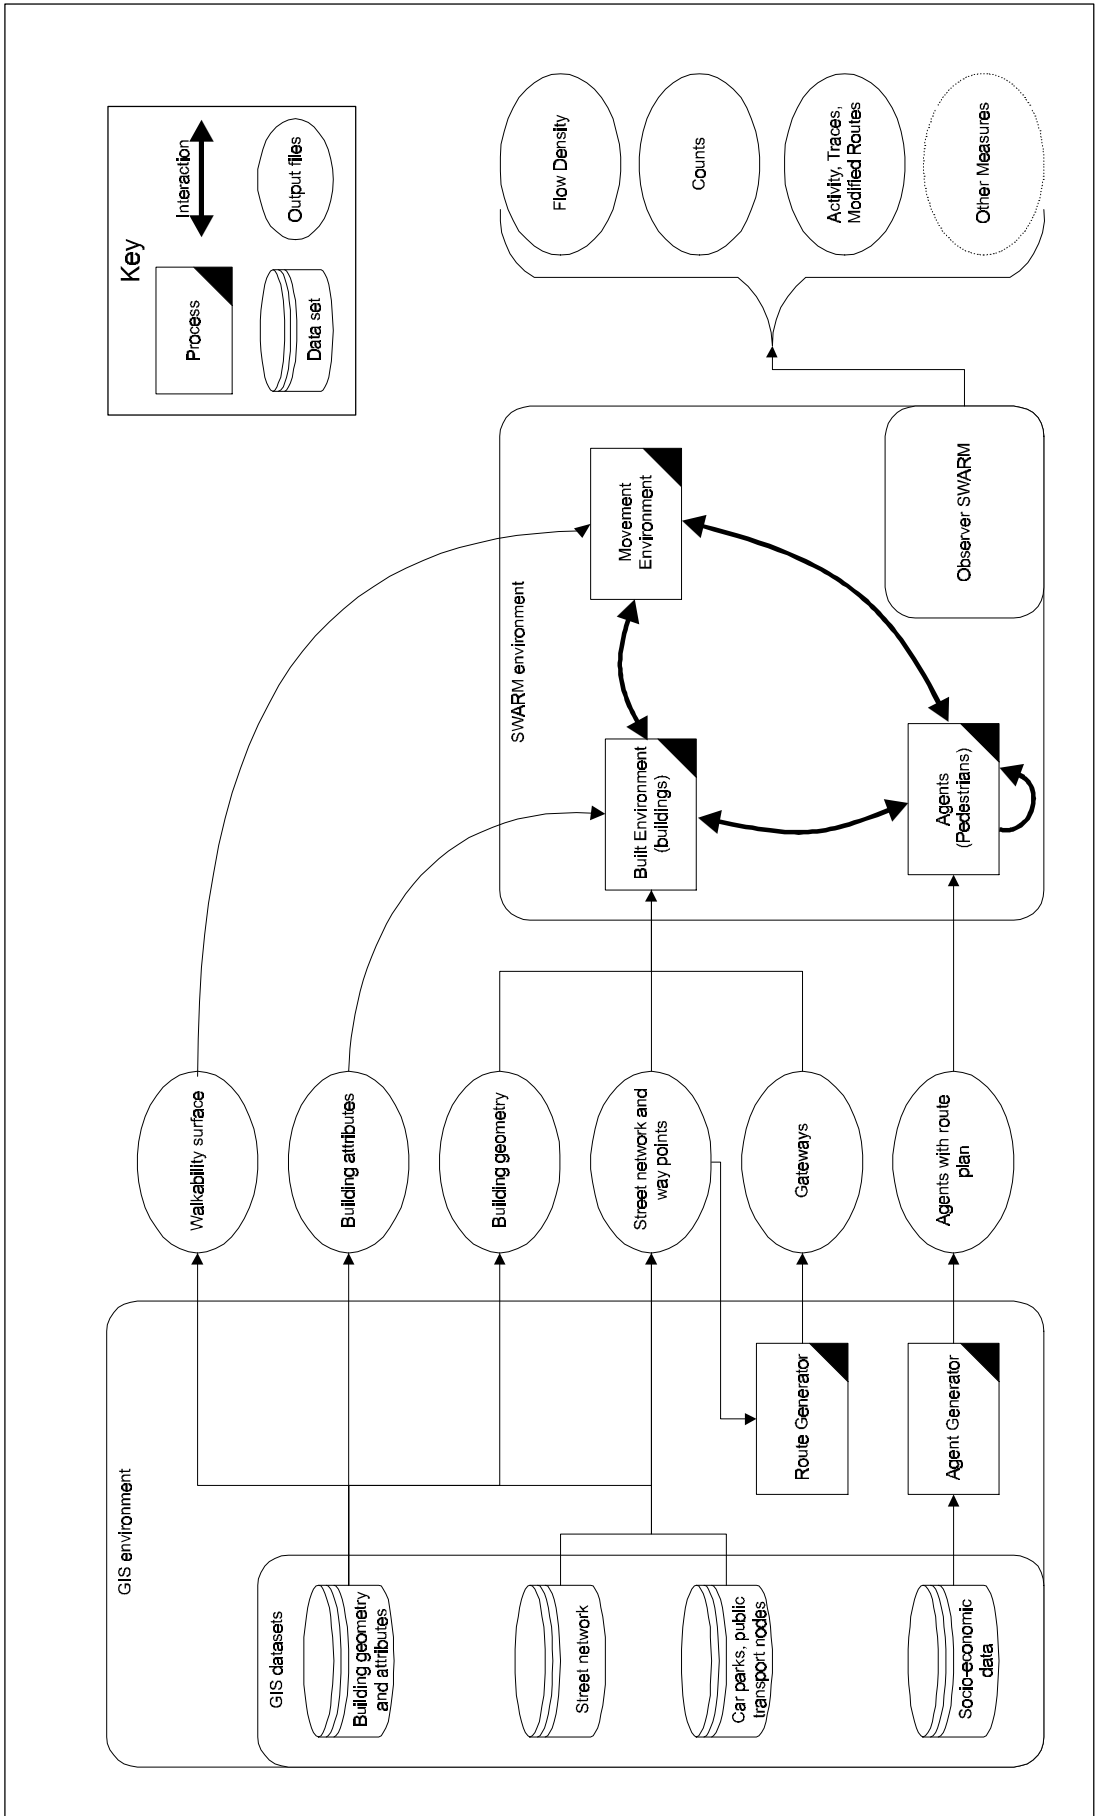 Key
Process
Interaction
Data set
Output files
GIS environment
GIS datasets
Building geometry
and attributes
Street network
Car parks, public
transport nodes
Socio-economic
data
Route Generator
Agent Generator
Walkability surface
Building attributes
Building geometry
Street network and
way points
Gateways
Agents with route
plan
SWARM environment
Built Environment
(buildings)
Movement
Environment
Agents
(Pedestrians)
Observer SWARM
Flow Density
Counts
Activity, Traces,
Modified Routes
Other Measures